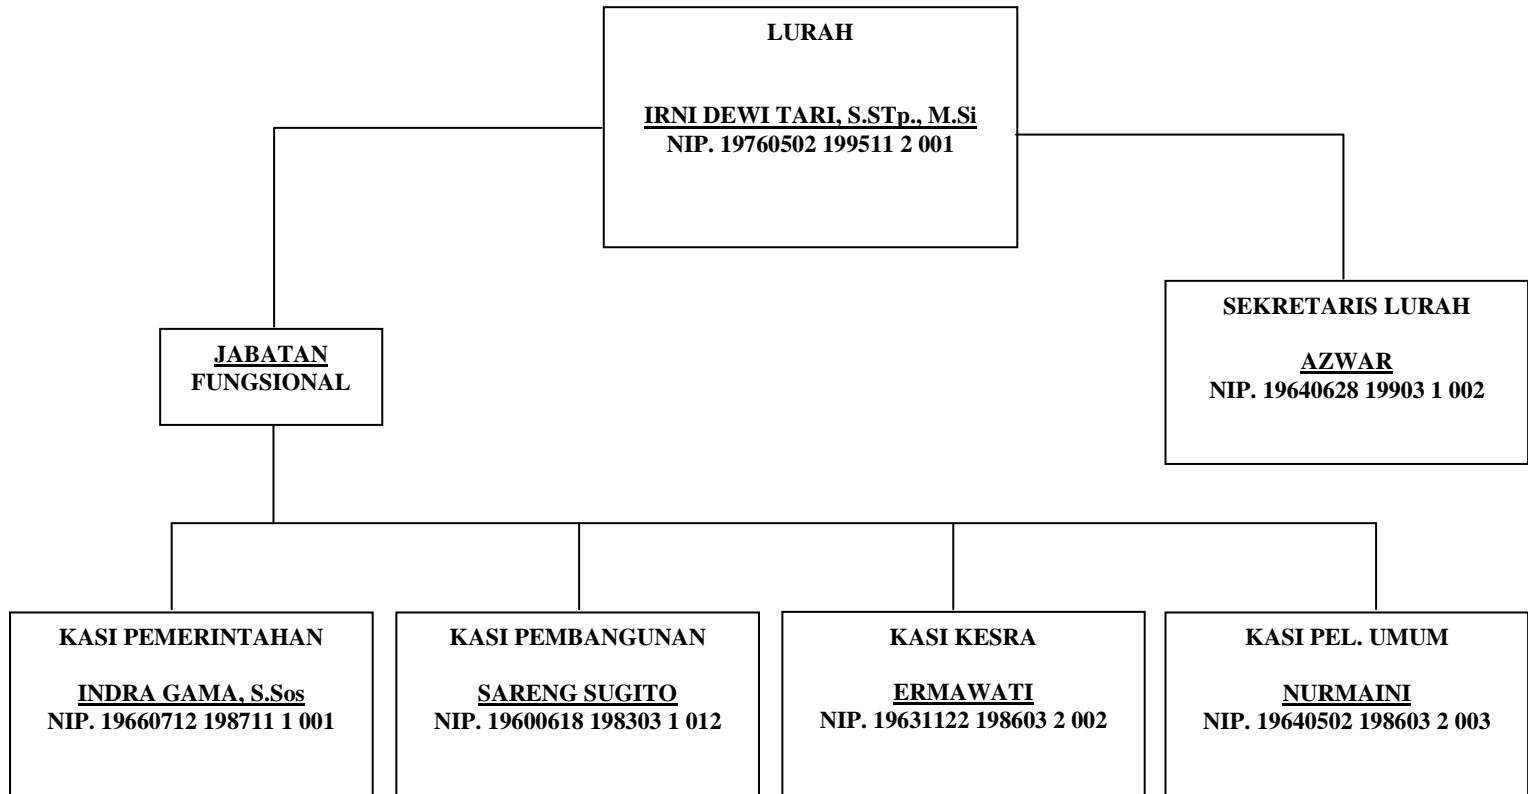 LURAH
IRNI DEWI TARI, S.STp., M.Si
NIP. 19760502 199511 2 001
SEKRETARIS LURAH
AZWAR
NIP. 19640628 19903 1 002
JABATAN
FUNGSIONAL
KASI PEMERINTAHAN
INDRA GAMA, S.Sos
NIP. 19660712 198711 1 001
KASI PEMBANGUNAN
SARENG SUGITO
NIP. 19600618 198303 1 012
KASI KESRA
ERMAWATI
NIP. 19631122 198603 2 002
KASI PEL. UMUM
NURMAINI
NIP. 19640502 198603 2 003